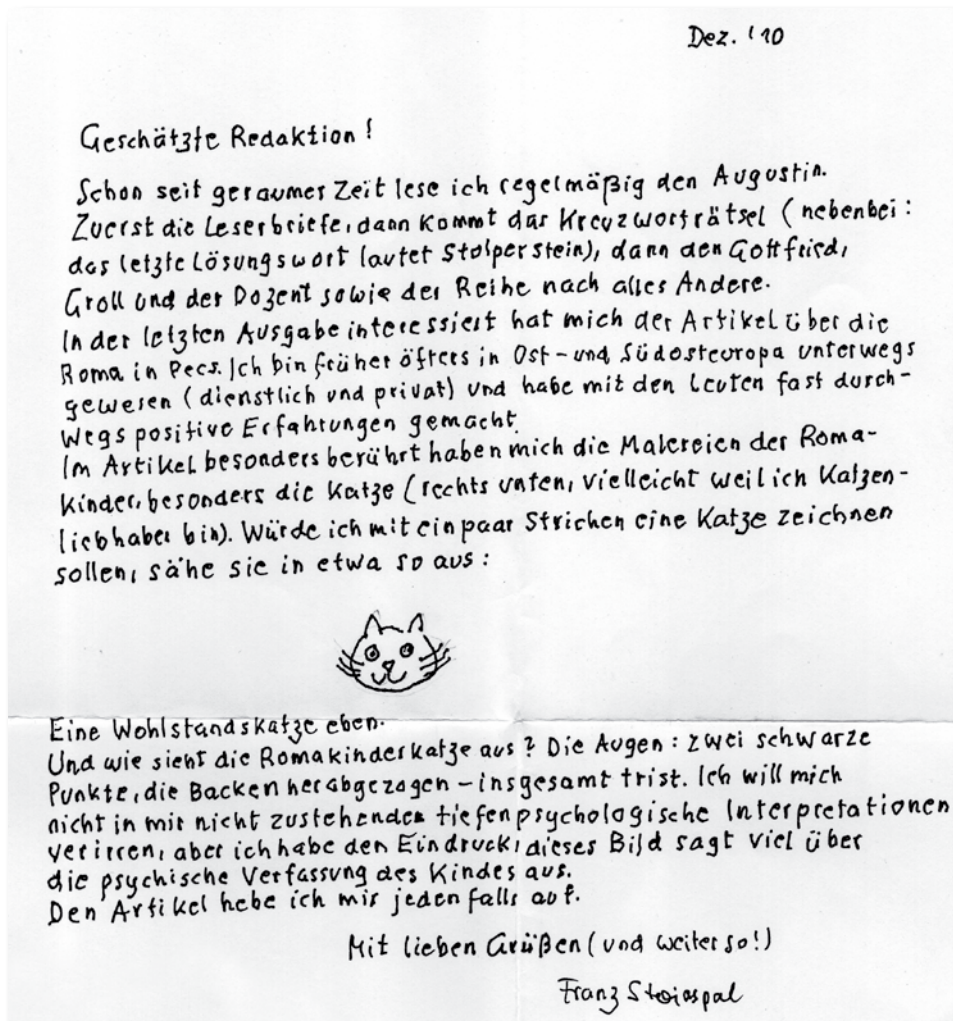 Dez. '10
Geschätzte Redaktion!
Schon seit geraumer Zeit lese ich regelmäßig den Augustin.
Zuerst die Leserbriefe, dann kommt das Kreuzworträtsel (nebenbei:
das letzte Lösungswort lautet Stolperstein), dann den Gottfried,
Groll und der Dozent sowie der Reihe nach alles Andere.
In der letzten Ausgabe interessiert hat mich der Artikel über die
Roma in Pecs. Ich bin früher öfters in Ost- und Südosteuropa unterwegs
gewesen (dienstlich und privat) und habe mit den Leuten fast durch-
wegs positive Erfahrungen gemacht.
Im Artikel besonders berührt haben mich die Malereien der Roma-
kinder, besonders die Katze (rechts unten, vielleicht weil ich Katzen-
liebhaber bin). Würde ich mit ein paar Strichen eine Katze zeichnen
sollen, sähe sie in etwa so aus:
Eine Wohlstandskatze eben.
Und wie sieht die Romakinderkatze aus? Die Augen: zwei schwarze
Punkte, die Backen herabgezogen - insgesamt trist. Ich will mich
nicht in mir nicht zustehenden tiefenpsychologische Interpretationen
verirren, aber ich habe den Eindruck, dieses Bild sagt viel über
die psychische Verfassung des Kindes aus.
Den Artikel hebe ich mir jedenfalls auf.
Mit lieben Grüßen (und weiter so!)
Franz